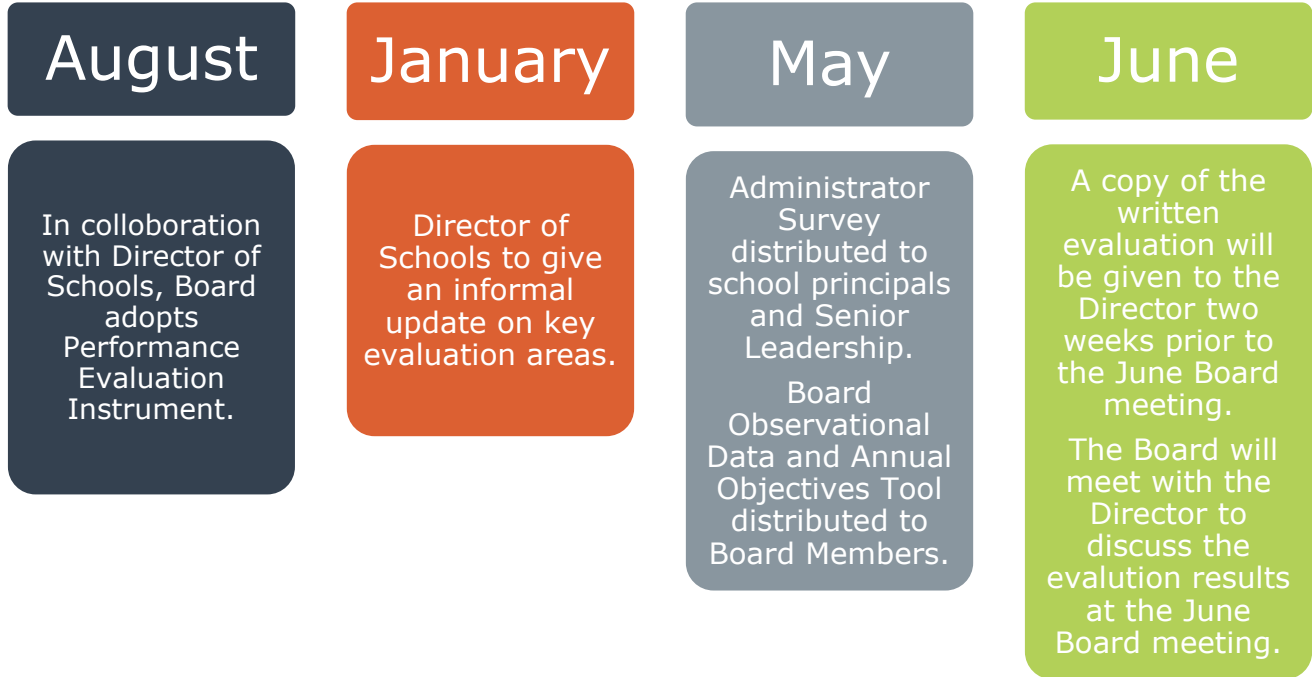 August
In colloboration
with Director of
Schools, Board
adopts
Performance
Evaluation
Instrument.
January
Director of
Schools to give
an informal
update on key
evaluation areas.
May
Administrator
Survey
distributed to
school principals
and Senior
Leadership.
Board
Observational
Data and Annual
Objectives Tool
distributed to
Board Members.
June
A copy of the
written
evaluation will
be given to the
Director two
weeks prior to
the June Board
meeting.
The Board will
meet with the
Director to
discuss the
evalution results
at the June
Board meeting.